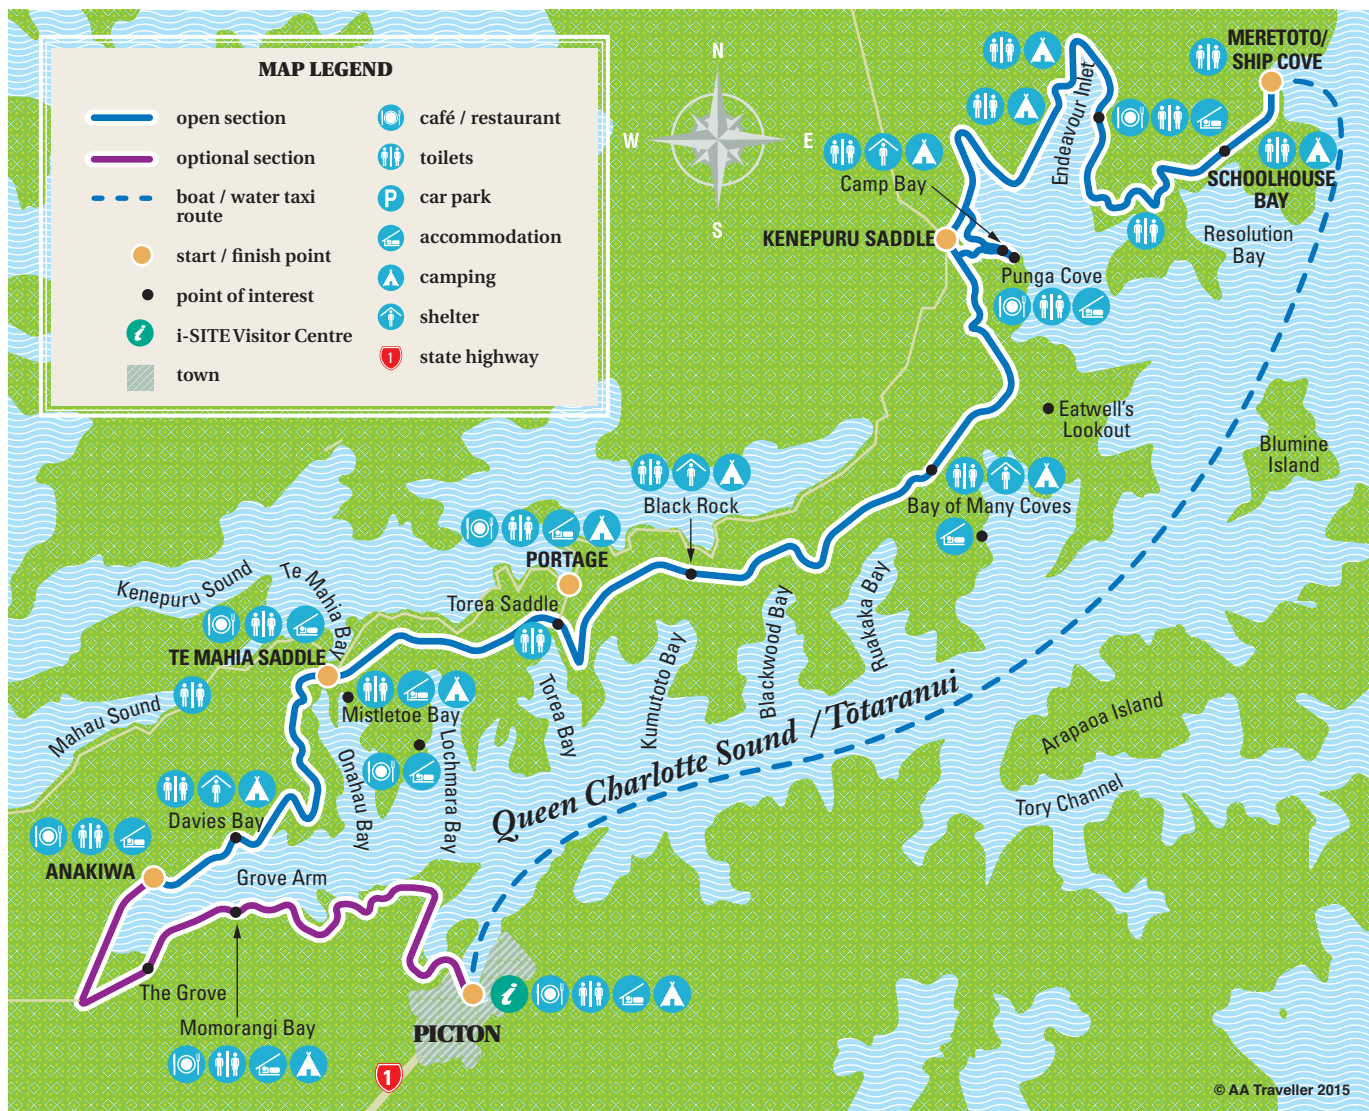 MAP LEGEND
open section
optional section
boat / water taxi
route
start / finish point
point of interest
i
i-SITE Visitor Centre
town
café / restaurant
toilets
P
car park
accommodation
camping
shelter
1
state highway
N
W
E
S
MERETOTO/
SHIP COVE
Endeavour Inlet
SCHOOLHOUSE
BAY
Camp Bay
KENEPURU SADDLE
Resolution
Bay
Punga Cove
Eatwell's
Lookout
Blumine
Island
Bay of Many Coves
Black Rock
PORTAGE
Torea Saddle
Kenepuru Sound
Te Mahia Bay
TE MAHIA SADDLE
Mahau Sound
Mistletoe Bay
Onahau Bay
Lochmara Bay
Torea Bay
Kumutoto Bay
Blackwood Bay
Ruakaka Bay
Queen Charlotte Sound / Tōtaranui
Arapaoa Island
Tory Channel
Davies Bay
ANAKIWA
Grove Arm
The Grove
Momorangi Bay
i
PICTON
1
© AA Traveller 2015